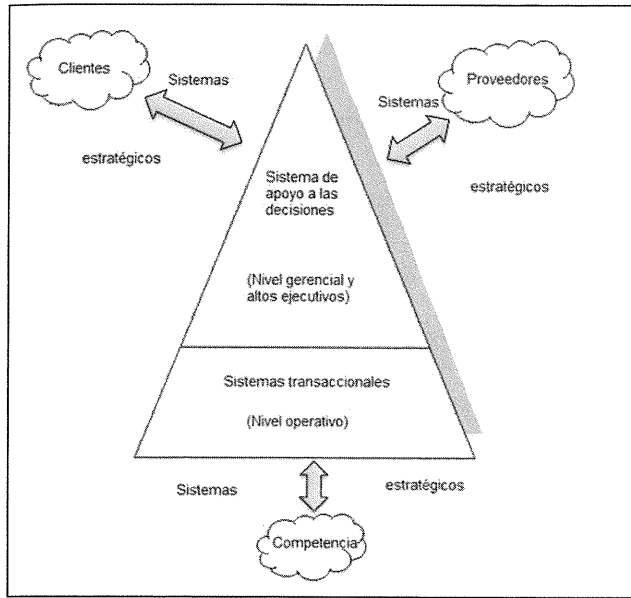 Clientes
Sistemas
estratégicos
Proveedores
Sistemas
estratégicos
Sistema de
apoyo a las
decisiones
(Nivel gerencial y
altos ejecutivos)
Sistemas transaccionales
(Nivel operativo)
Sistemas
estratégicos
Competencia